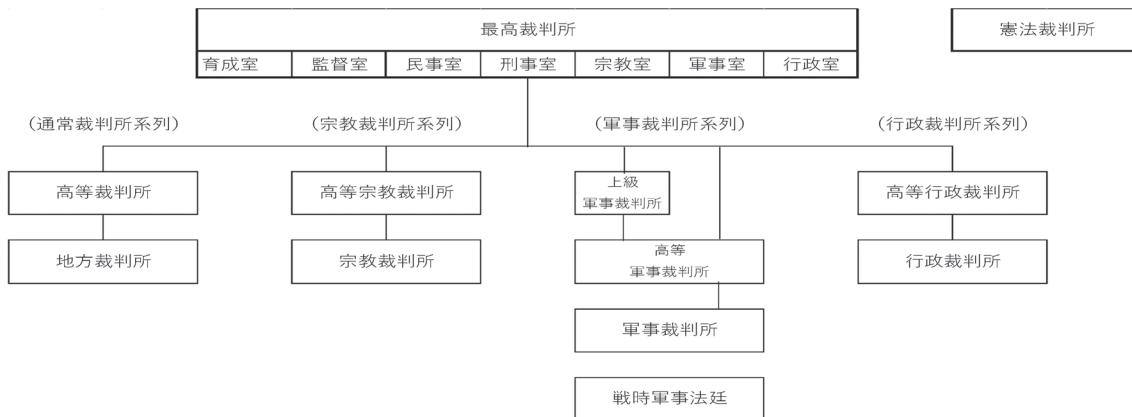 最高裁判所
憲法裁判所
育成室 監督室 民事室 刑事室 宗教室 軍事室 行政室
(通常裁判所系列) (宗教裁判所系列) (軍事裁判所系列) (行政裁判所系列)
高等裁判所
高等宗教裁判所
上級
軍事裁判所
高等行政裁判所
地方裁判所
宗教裁判所
高等
軍事裁判所
行政裁判所
軍事裁判所
戦時軍事法廷